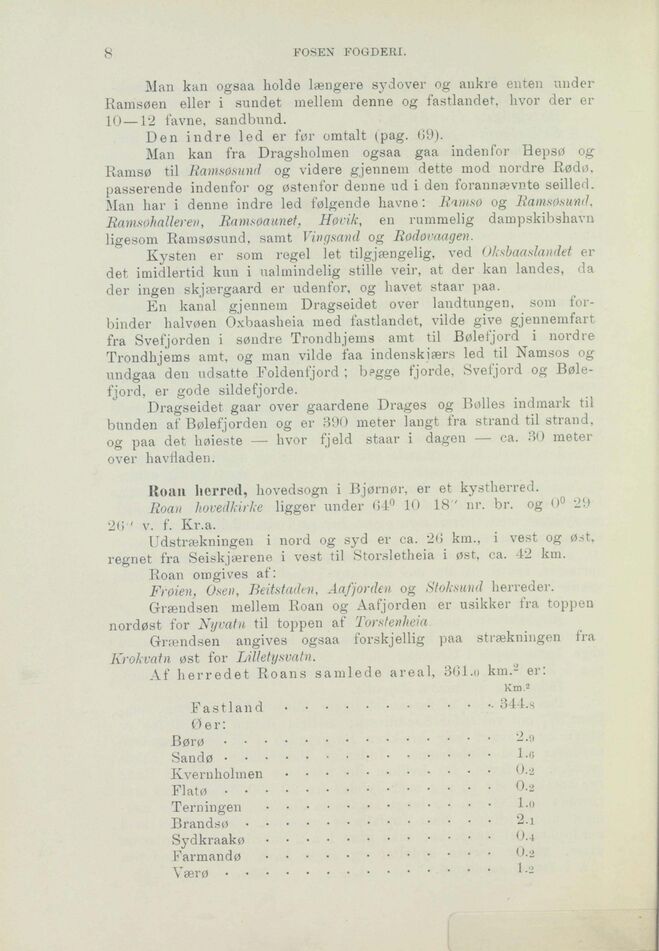 8 FOSEN FOGDERI.
Man kan ogsaa holde længere sydover og ankre enten under
Ramsøen eller i sundet mellem denne og fastlandet, hvor der er
10—12 favne, sandbund.
Den indre led er før omtalt (pag. 69).
Man kan fra Dragsholmen ogsaa gaa indenfor Hepsø og
Ramsø til Ramsøsund og videre gjennem dette mod nordre Rødø,
passerende indenfor og østenfor denne ud i den forannævnte seilled.
Man har i denne indre led følgende havne: Ramsø og Ramsøsund,
Ramsøhalleren, Ramsøaunet, Høvik, en rummelig dampskibshavn
ligesom Ramsøsund, samt Vingsand og Rødøvaagen.
Kysten er som regel let tilgjængelig, ved Oksbaaslandet er
det imidlertid kun i ualmindelig stille veir, at der kan landes, da
der ingen skjærgaard er udenfor, og havet staar paa.
En kanal gjennem Dragseidet over landtungen, som for-
binder halvøen Oxbaasheia med fastlandet, vilde give gjennemfart
fra Svefjorden i søndre Trondhjems amt til Bølefjord i nordre
Trondhjems amt, og man vilde faa indenskjærs led til Namsos og
undgaa den udsatte Foldenfjord; begge fjorde, Svefjord og Bøle-
fjord, er gode sildefjorde.
Dragseidet gaar over gaardene Drages og Bølles indmark til
bunden af Bølefjorden og er 390 meter langt fra strand til strand,
og paa det høieste — hvor fjeld staar i dagen — ca. 30 meter
over havfladen.
Roan herred, hovedsogn i Bjørnør, er et kystherred.
Roan hovedkirke ligger under 64° 10 18" nr. br. og 0° 29
26" v. f. Kr.a.
Udstrækningen i nord og syd er ca. 26 km., i vest og øst,
regnet fra Seiskjærene i vest til Storsletheia i øst, ca. 42 km.
Roan omgives af:
Frøien, Osen, Beitstaden, Aafjorden og Stoksund herreder.
Grændsen mellem Roan og Aafjorden er usikker fra toppen
nordøst for Nyvatn til toppen af Torstenheia.
Grændsen angives ogsaa forskjellig paa strækningen fra
Krokvatn øst for Lilletysvatn.
Af herredet Roans samlede areal, 361.0 km.² er:
Km.²
Fastland . . . . . . . . . . . 344.8
Øer:
Børø . . . . . . . . . . . . . 2.9
Sandø . . . . . . . . . . . . 1.6
Kvernholmen . . . . . . . . . 0.2
Flatø . . . . . . . . . . . . 0.2
Terningen . . . . . . . . . . 1.0
Brandsø . . . . . . . . . . . 2.1
Sydkraakø . . . . . . . . . . 0.4
Farmandø . . . . . . . . . . 0.2
Værø . . . . . . . . . . . . . 1.2